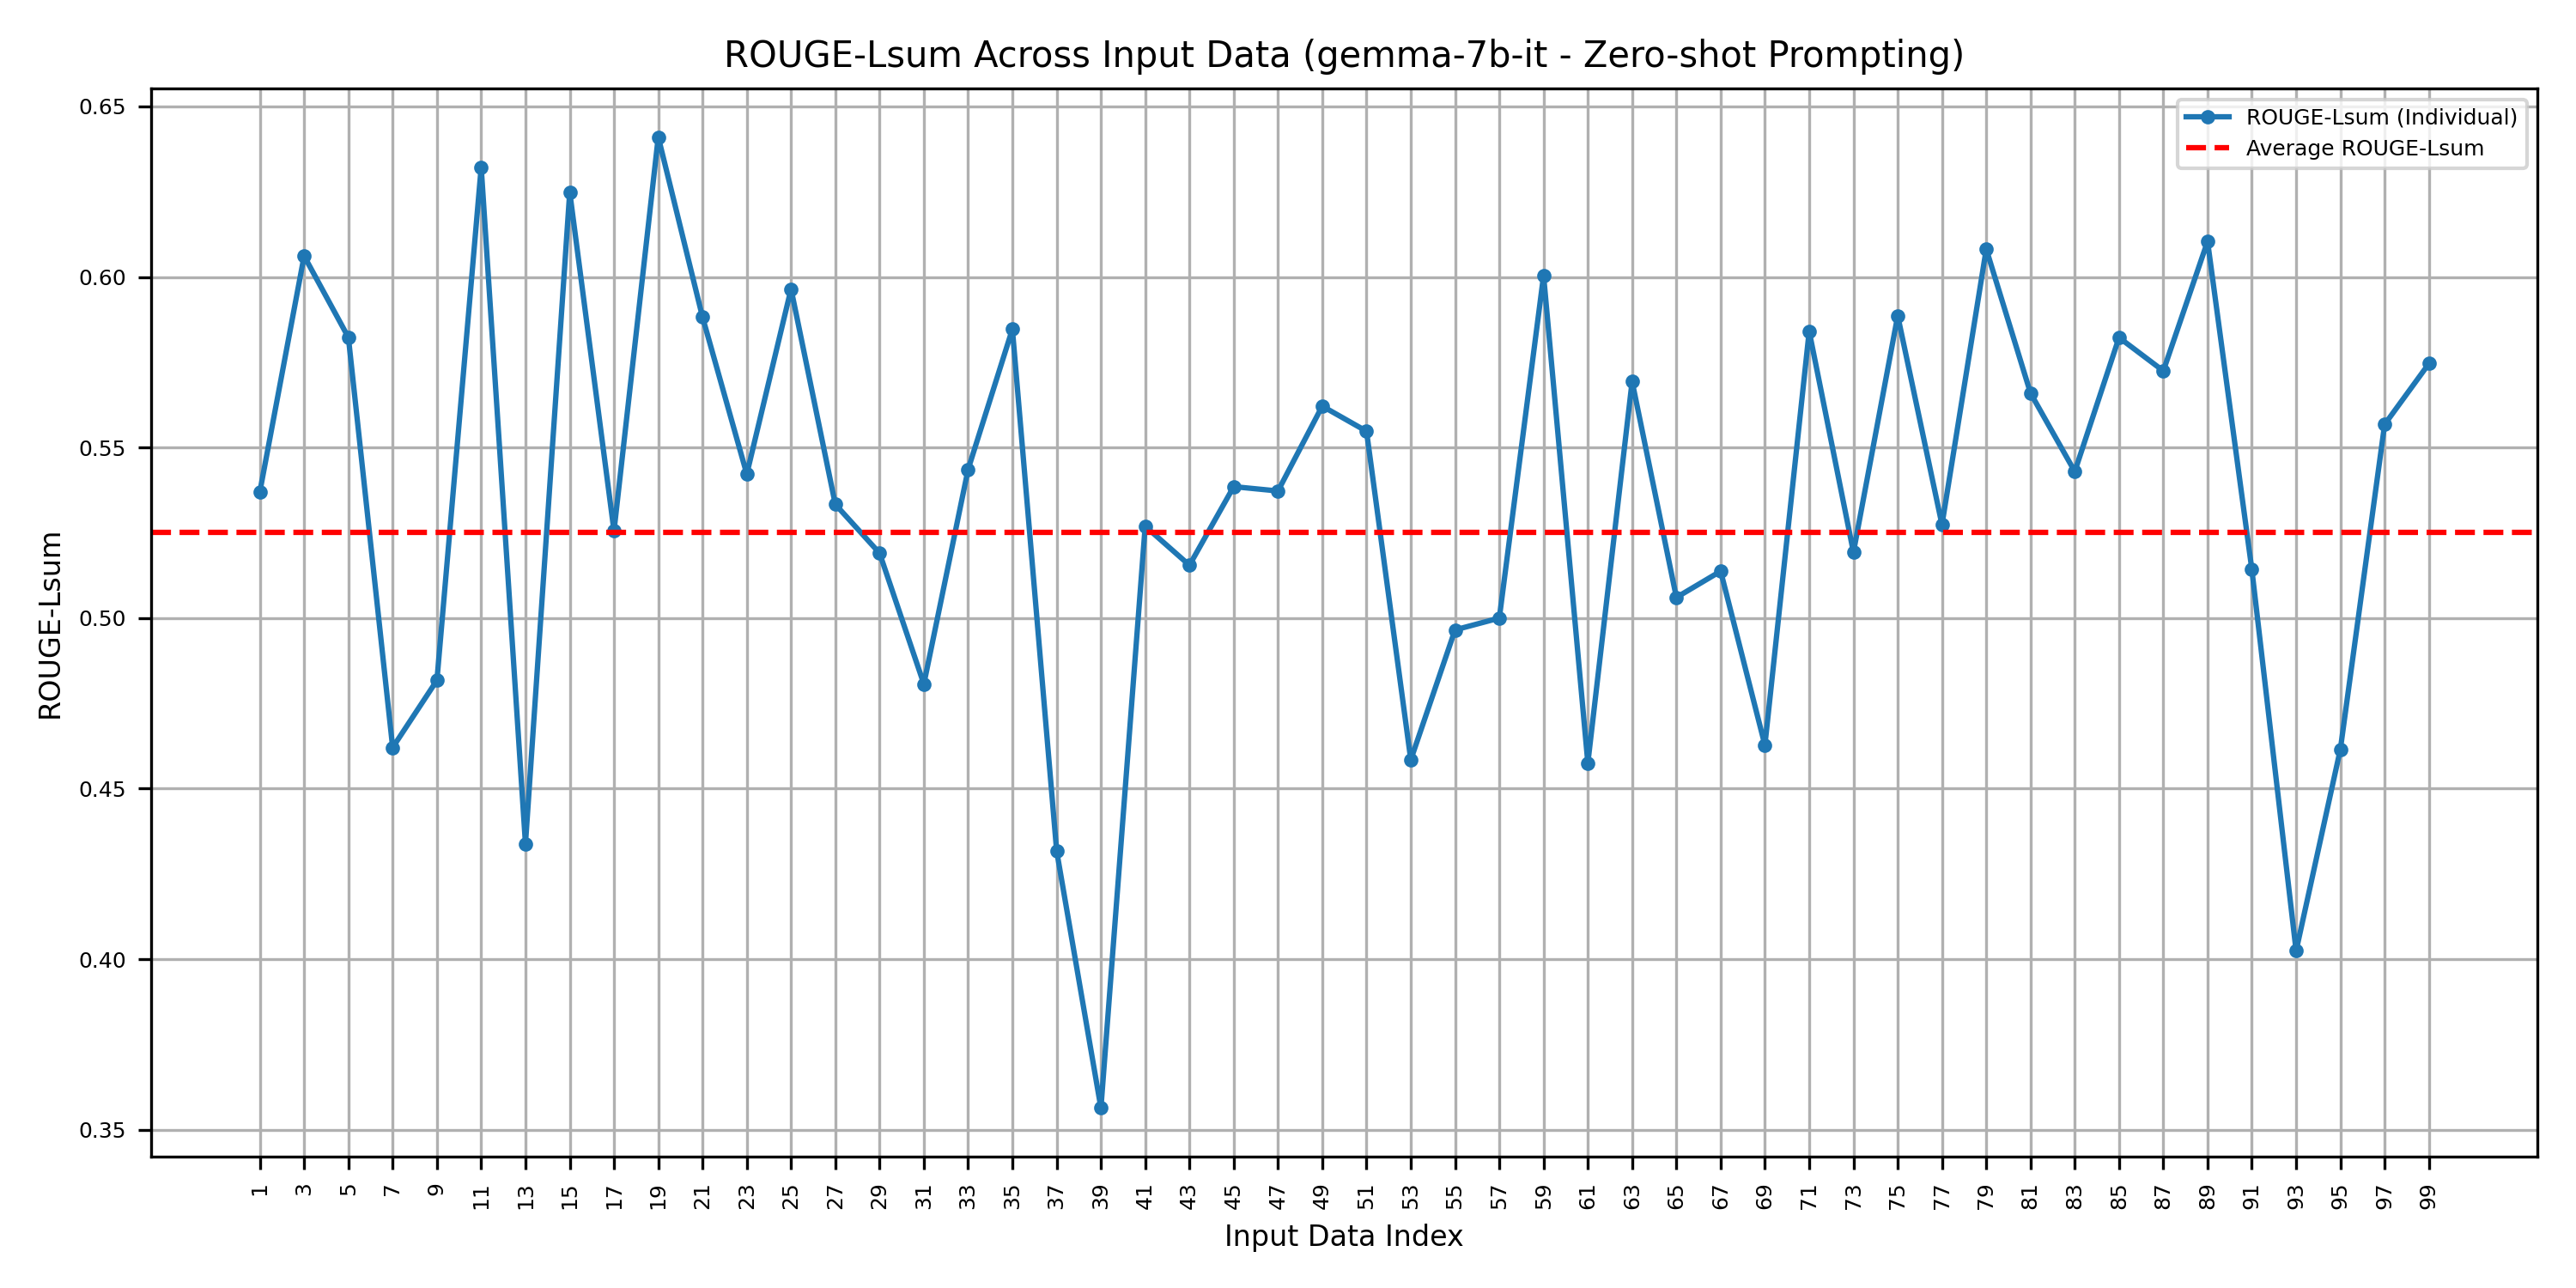 ROUGE-Lsum Across Input Data (gemma-7b-it - Zero-shot Prompting)
ROUGE-Lsum (Individual)
Average ROUGE-Lsum
ROUGE-Lsum
0.65
0.60
0.55
0.50
0.45
0.40
0.35
1 3 5 7 9 11 13 15 17 19 21 23 25 27 29 31 33 35 37 39 41 43 45 47 49 51 53 55 57 59 61 63 65 67 69 71 73 75 77 79 81 83 85 87 89 91 93 95 97 99
Input Data Index